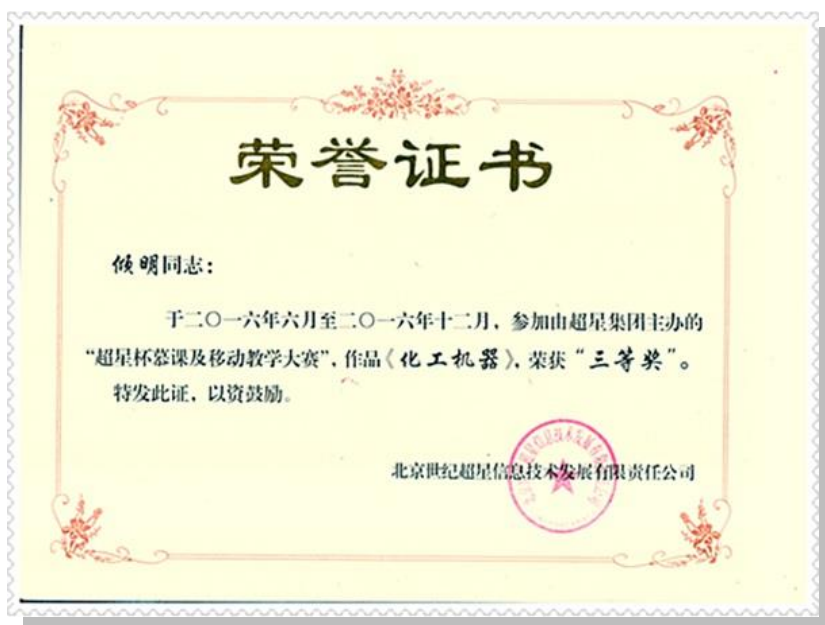 荣誉证书
倾明同志：
于二〇一六年六月至二〇一六年十二月，参加由超星集团主办的
“超星杯慕课及移动教学大赛”，作品《化工机器》，荣获“三等奖”。
特发此证，以资鼓励。
北京世纪超星信息技术发展有限责任公司